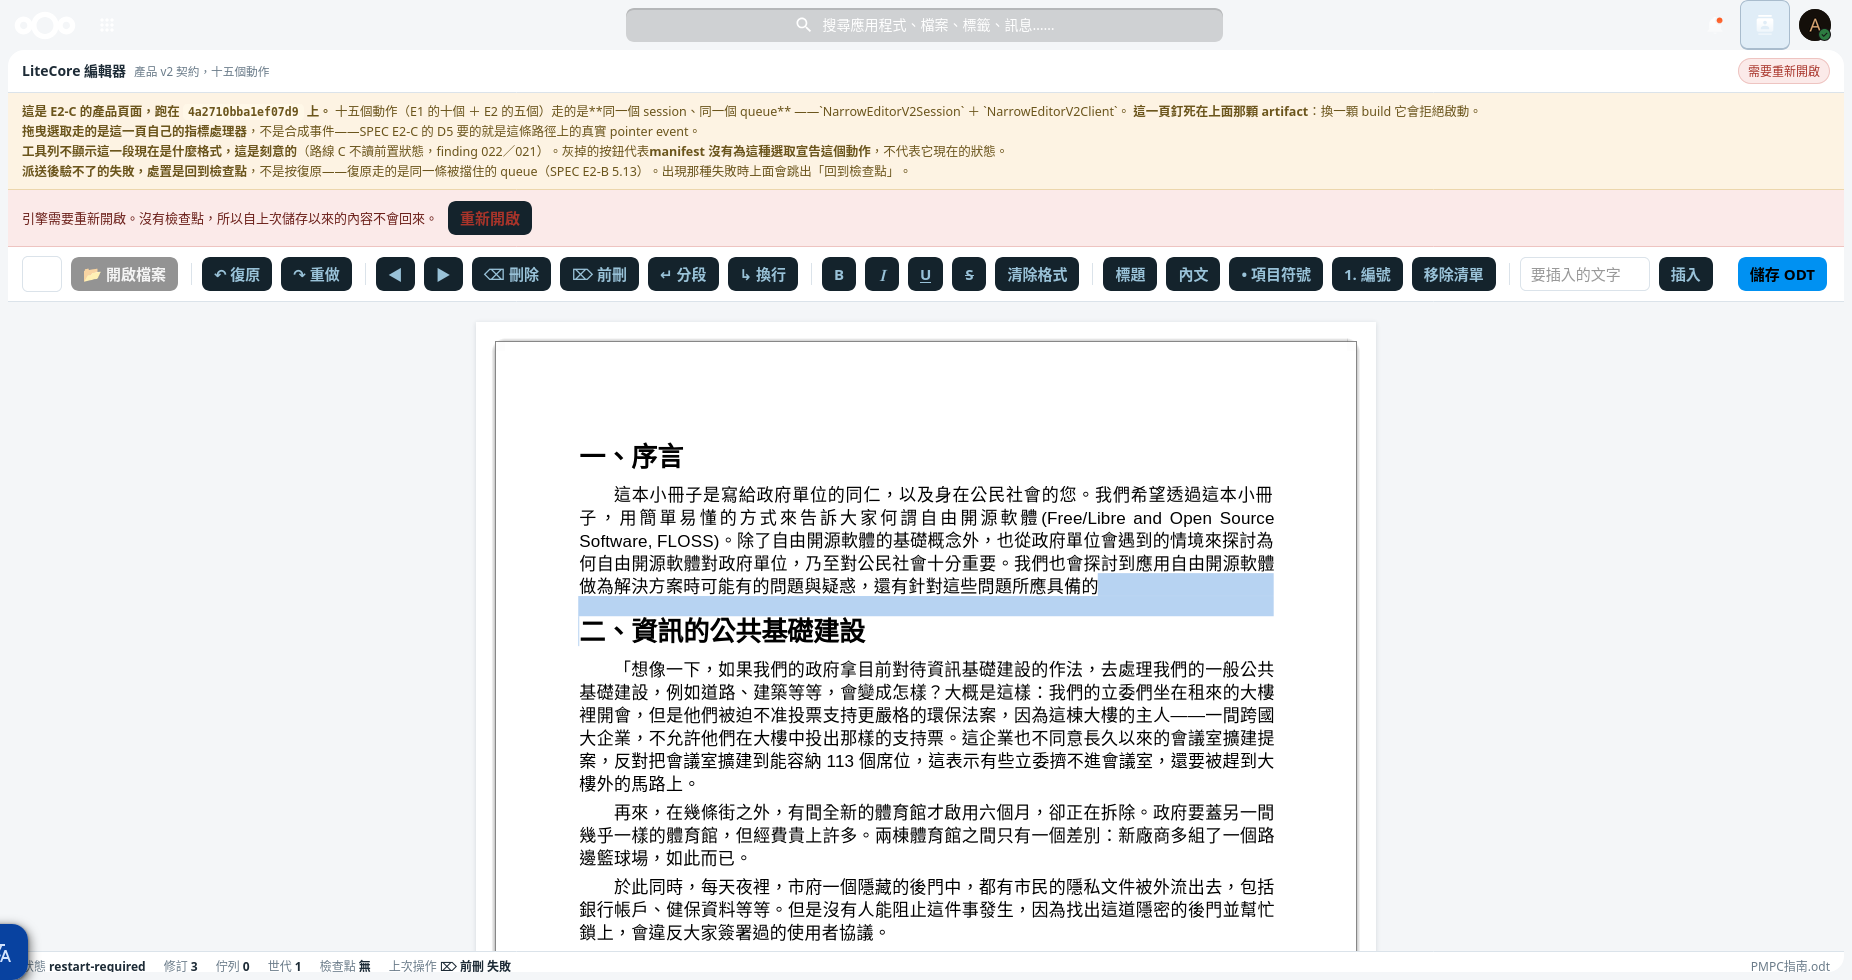 搜尋應用程式、檔案、標籤、訊息……
A
LiteCore 編輯器 產品 v2 契約，十五個動作
需要重新開啟
這是 E2-C 的產品頁面，跑在 4a2710bba1ef07d9 上。 十五個動作（E1 的十個 ＋ E2 的五個）走的是**同一個 session、同一個 queue** ——`NarrowEditorV2Session` ＋ `NarrowEditorV2Client`。 這一頁釘死在上面那顆 artifact：換一顆 build 它會拒絕啟動。
拖曳選取走的是這一頁自己的指標處理器，不是合成事件——SPEC E2-C 的 D5 要的就是這條路徑上的真實 pointer event。
工具列不顯示這一段現在是什麼格式，這是刻意的（路線 C 不讀前置狀態，finding 022／021）。灰掉的按鈕代表manifest 沒有為這種選取宣告這個動作，不代表它現在的狀態。
派送後驗不了的失敗，處置是回到檢查點，不是按復原——復原走的是同一條被擋住的 queue（SPEC E2-B 5.13）。出現那種失敗時上面會跳出「回到檢查點」。
引擎需要重新開啟。沒有檢查點，所以自上次儲存以來的內容不會回來。 重新開啟
📂 開啟檔案 ↶ 復原 ↷ 重做 ◀ ▶ ⌫ 刪除 ⌦ 前刪 ↵ 分段 ↳ 換行 B I U S 清除格式 標題 內文 • 項目符號 1. 編號 移除清單 要插入的文字 插入 儲存 ODT
一、序言
這本小冊子是寫給政府單位的同仁，以及身在公民社會的您。我們希望透過這本小冊
子，用簡單易懂的方式來告訴大家何謂自由開源軟體(Free/Libre and Open Source
Software, FLOSS)。除了自由開源軟體的基礎概念外，也從政府單位會遇到的情境來探討為
何自由開源軟體對政府單位，乃至對公民社會十分重要。我們也會探討到應用自由開源軟體
做為解決方案時可能有的問題與疑惑，還有針對這些問題所應具備的
二、資訊的公共基礎建設
「想像一下，如果我們的政府拿目前對待資訊基礎建設的作法，去處理我們的一般公共
基礎建設，例如道路、建築等等，會變成怎樣？大概是這樣：我們的立委們坐在租來的大樓
裡開會，但是他們被迫不准投票支持更嚴格的環保法案，因為這棟大樓的主人——一間跨國
大企業，不允許他們在大樓中投出那樣的支持票。這企業也不同意長久以來的會議室擴建提
案，反對把會議室擴建到能容納 113 個席位，這表示有些立委擠不進會議室，還要被趕到大
樓外的馬路上。
再來，在幾條街之外，有間全新的體育館才啟用六個月，卻正在拆除。政府要蓋另一間
幾乎一樣的體育館，但經費貴上許多。兩棟體育館之間只有一個差別：新廠商多組了一個路
邊籃球場，如此而已。
於此同時，每天夜裡，市府一個隱藏的後門中，都有市民的隱私文件被外流出去，包括
銀行帳戶、健保資料等等。但是沒有人能阻止這件事發生，因為找出這道隱密的後門並幫忙
鎖上，會違反大家簽署過的使用者協議。
狀態 restart-required 修訂 3 佇列 0 世代 1 檢查點 無 上次操作 ⌦ 前刪 失敗 PMPC指南.odt